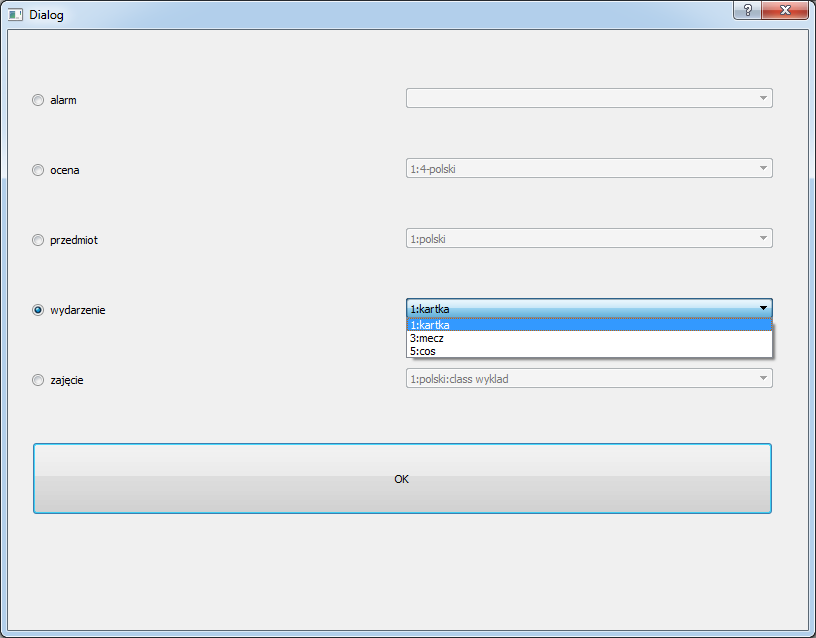 Dialog
alarm
ocena
1:4-polski
przedmiot
1:polski
wydarzenie
1:kartka
1:kartka
3:mecz
5:cos
zajęcie
1:polski:class wyklad
OK